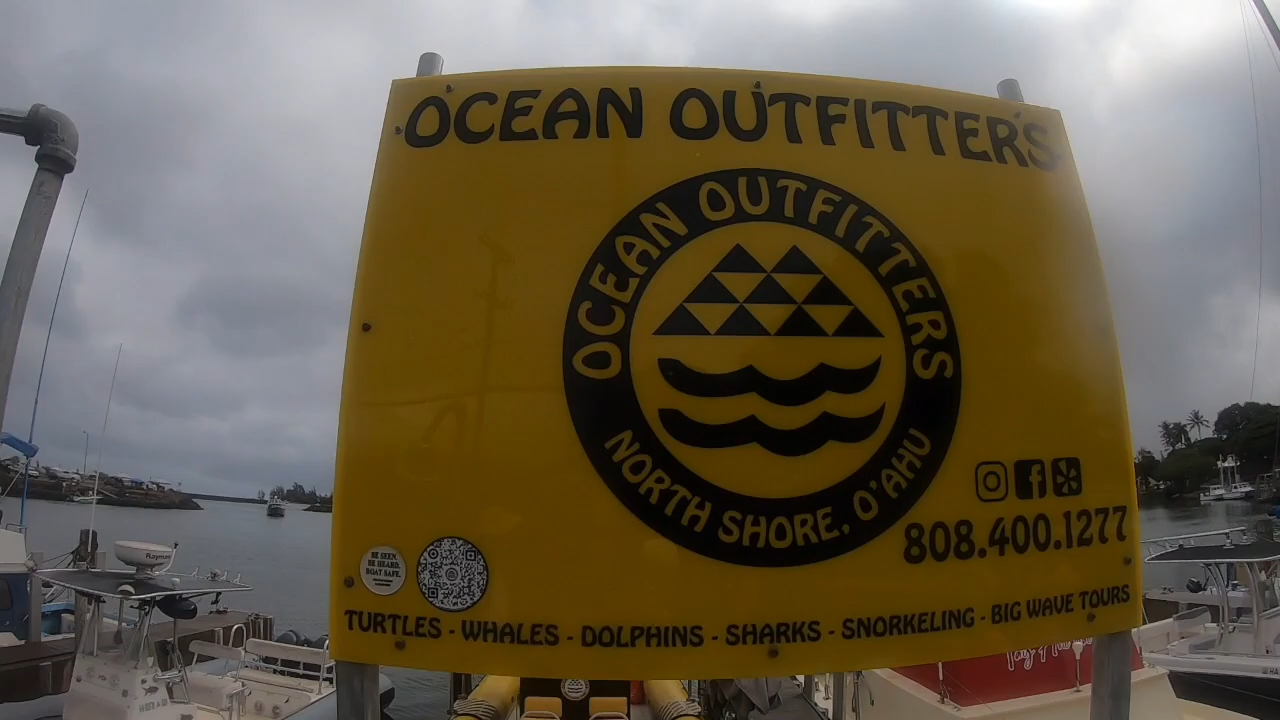 OCEAN OUTFITTERS
OCEAN OUTFITTERS
NORTH SHORE, O'AHU
808.400.1277
BE SEEN.
BE HEARD.
BOAT SAFE.
TURTLES - WHALES - DOLPHINS - SHARKS - SNORKELING - BIG WAVE TOURS